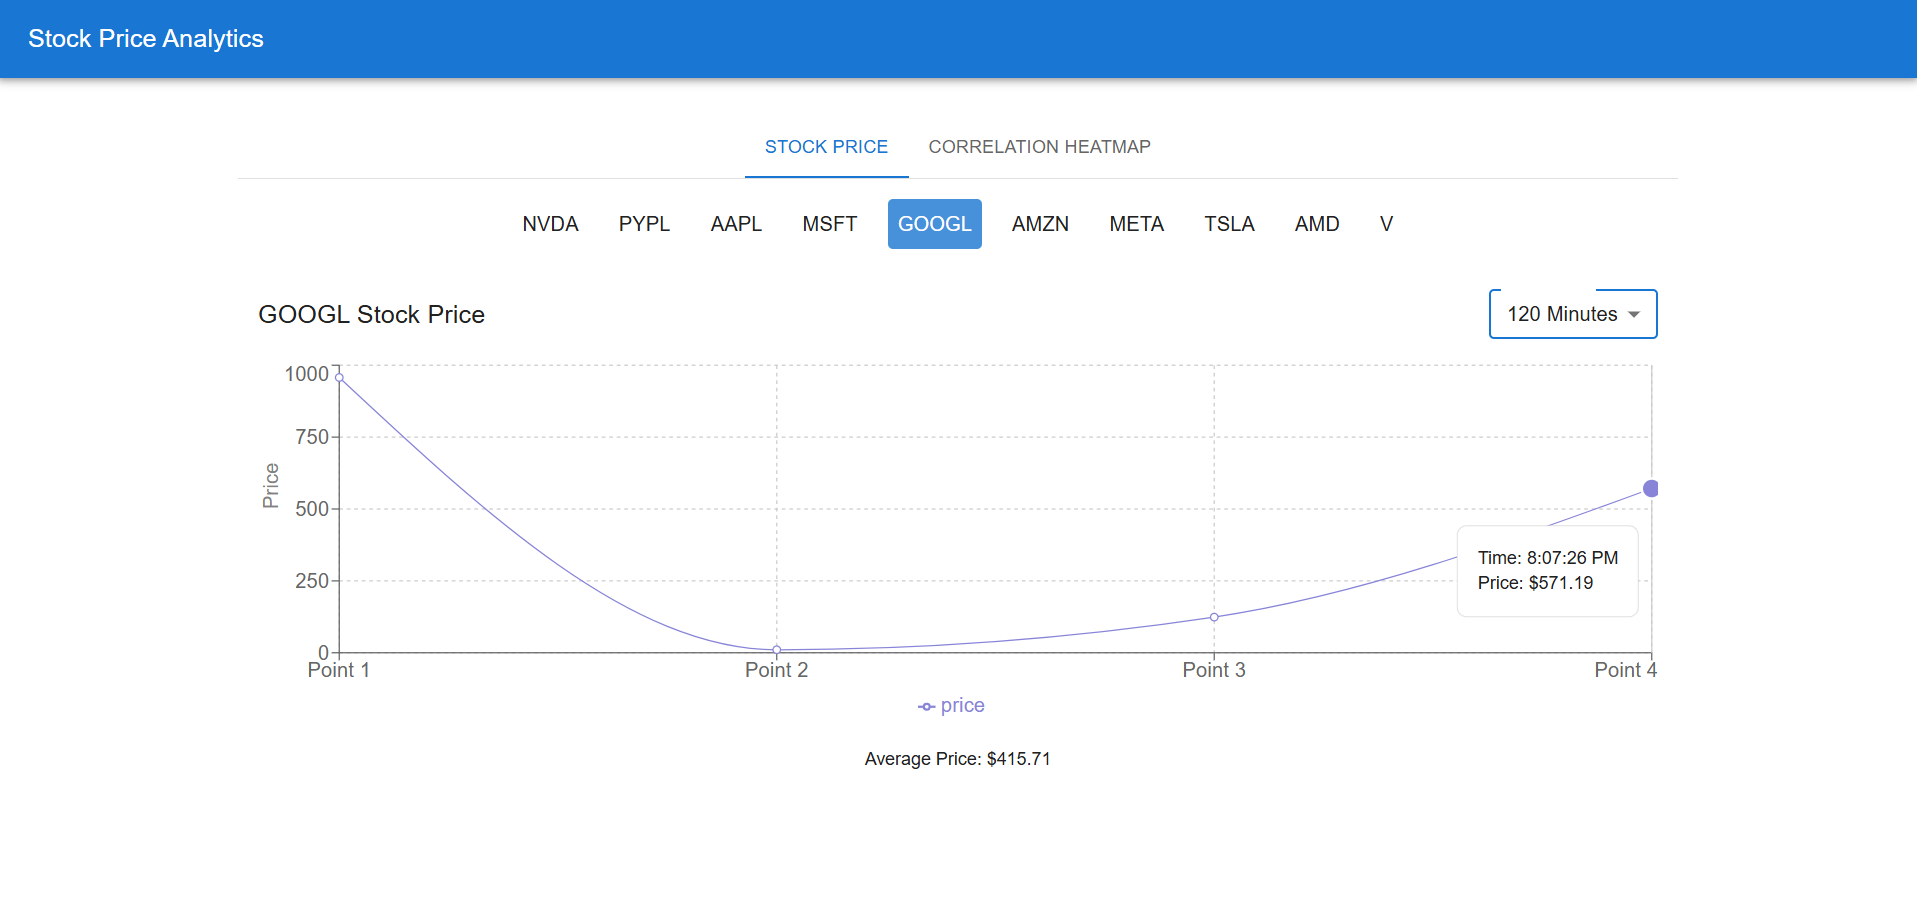 Stock Price Analytics
STOCK PRICE CORRELATION HEATMAP
NVDA PYPL AAPL MSFT GOOGL AMZN META TSLA AMD V
GOOGL Stock Price
120 Minutes
1000
750
500
250
0
Price
Time: 8:07:26 PM
Price: $571.19
Point 1 Point 2 Point 3 Point 4
price
Average Price: $415.71